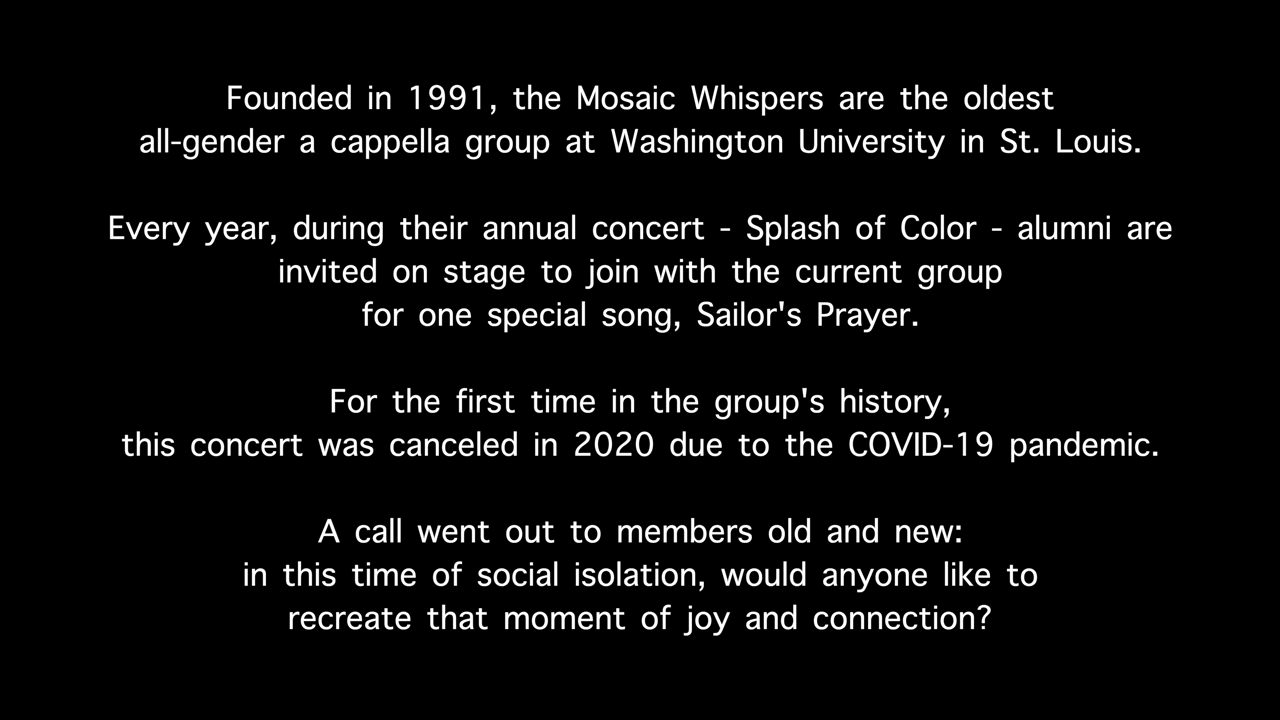 Founded in 1991, the Mosaic Whispers are the oldest
all-gender a cappella group at Washington University in St. Louis.
Every year, during their annual concert - Splash of Color - alumni are
invited on stage to join with the current group
for one special song, Sailor's Prayer.
For the first time in the group's history,
this concert was canceled in 2020 due to the COVID-19 pandemic.
A call went out to members old and new:
in this time of social isolation, would anyone like to
recreate that moment of joy and connection?